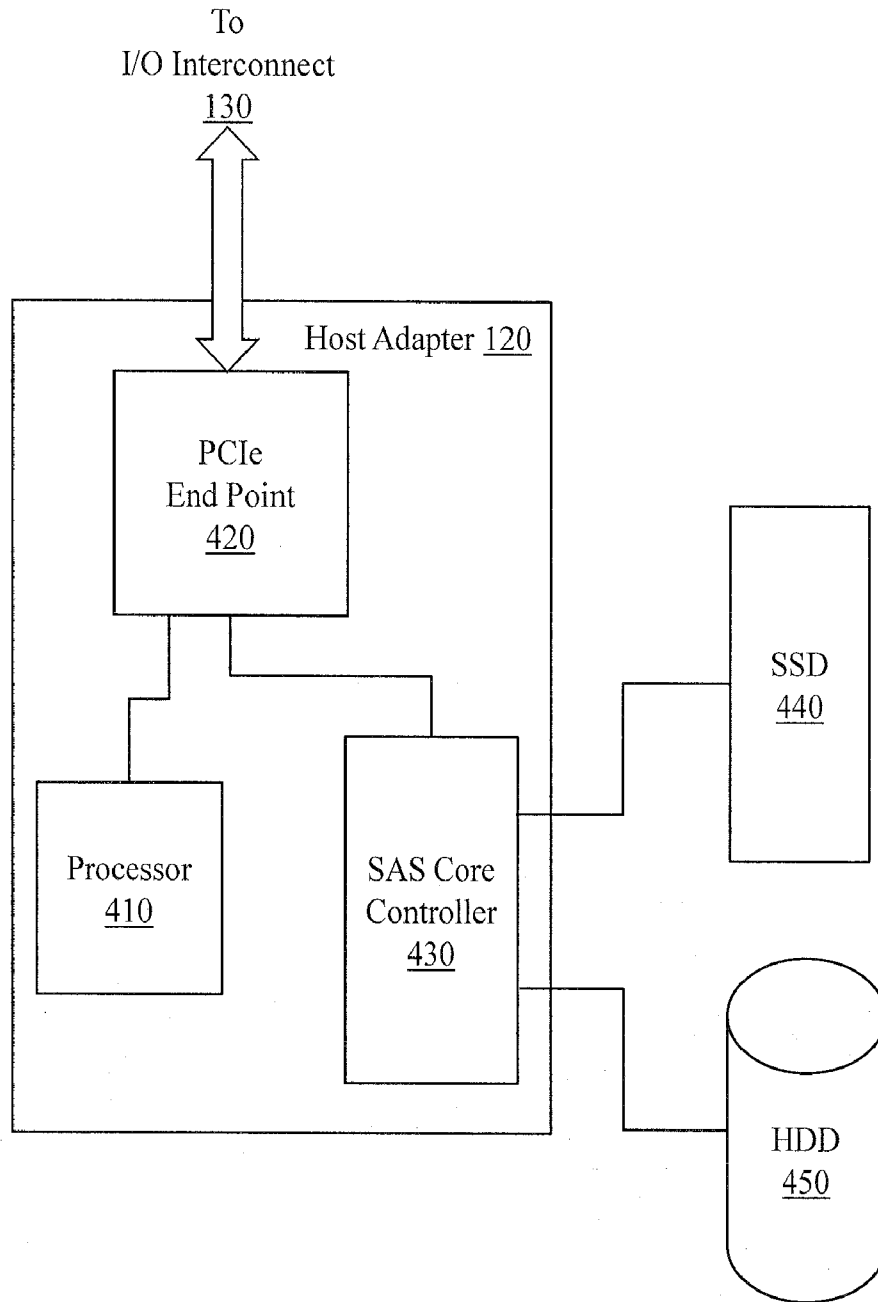 To
I/O Interconnect
130
Host Adapter 120
PCIe
End Point
420
SSD
440
Processor
410
SAS Core
Controller
430
HDD
450